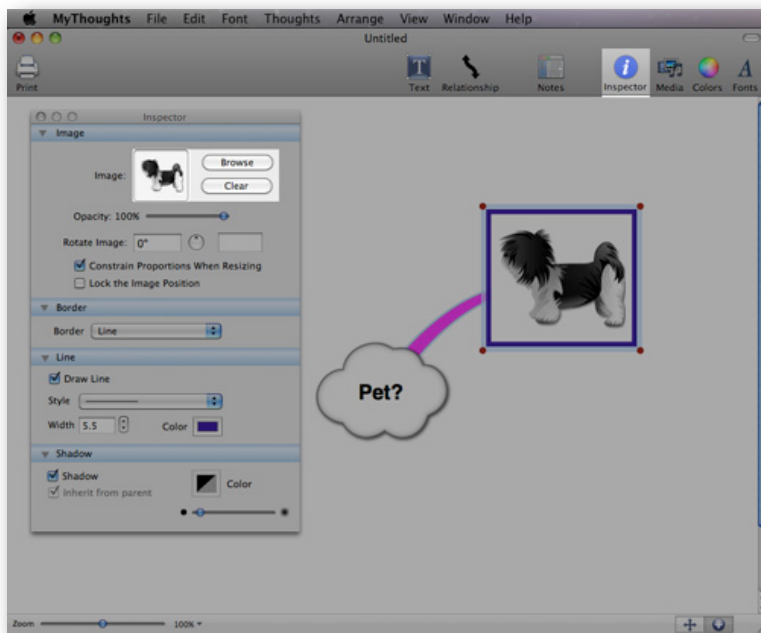 MyThoughts File Edit Font Thoughts Arrange View Window Help
Untitled
Print Text Relationship Notes Inspector Media Colors Fonts
Inspector
Image
Image:
Browse
Clear
Opacity: 100%
Rotate Image: 0°
Constrain Proportions When Resizing
Lock the Image Position
Border
Border Line
Line
Draw Line
Style
Width 5.5 Color
Shadow
Shadow
Color
Inherit from parent
Pet?
Zoom 100%